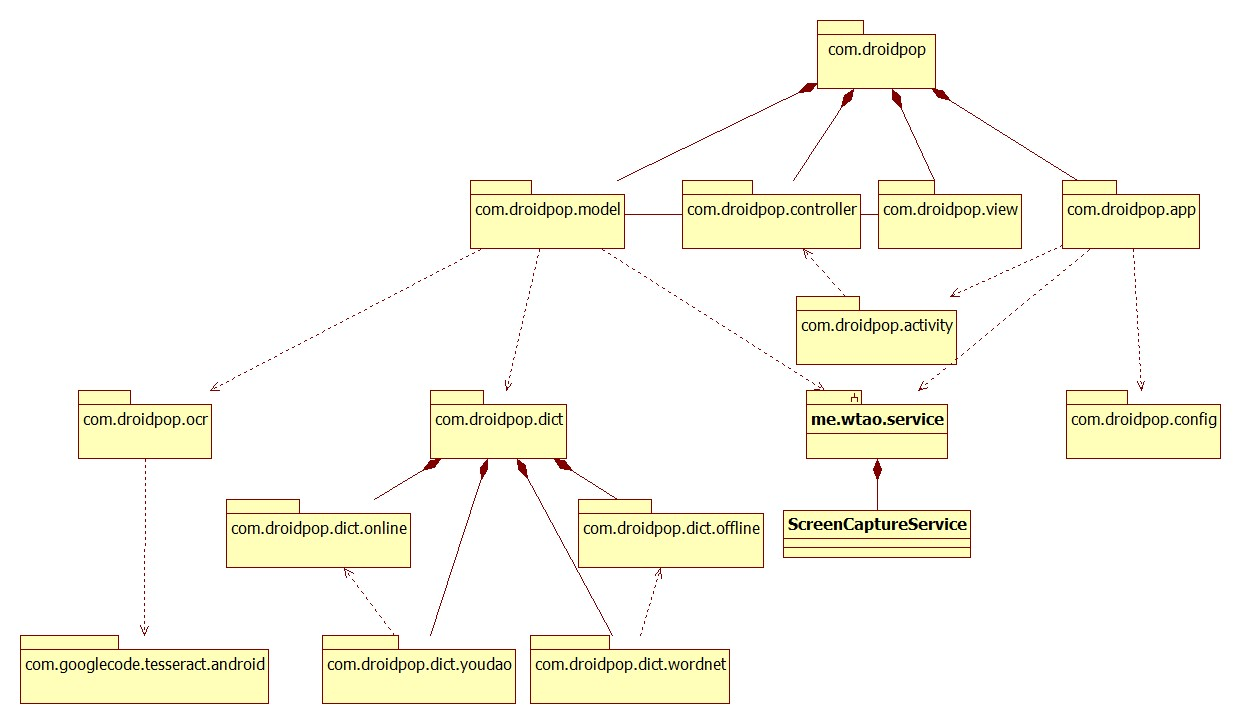 com.droidpop
com.droidpop.model
com.droidpop.controller
com.droidpop.view
com.droidpop.app
com.droidpop.activity
com.droidpop.ocr
com.droidpop.dict
me.wtao.service
com.droidpop.config
com.droidpop.dict.online
com.droidpop.dict.offline
ScreenCaptureService
com.googlecode.tesseract.android
com.droidpop.dict.youdao
com.droidpop.dict.wordnet